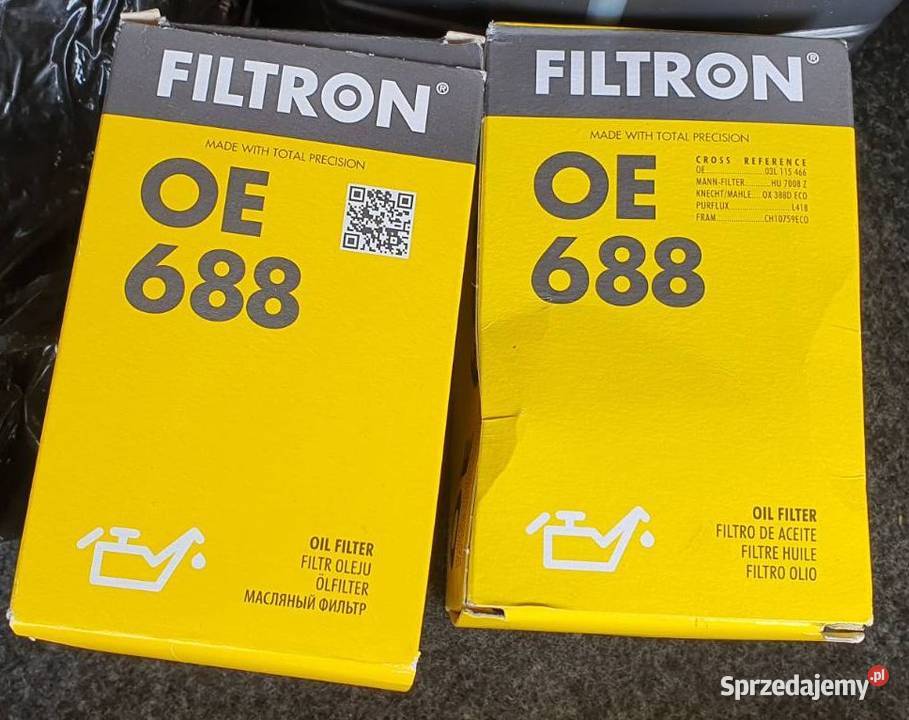 FILTRON®
MADE WITH TOTAL PRECISION
OE
688
OIL FILTER
FILTR OLEJU
ÖLFILTER
МАСЛЯНЫЙ ФИЛЬТР
FILTRON®
MADE WITH TOTAL PRECISION
OE
688
CROSS REFERENCE
OE 03L 115 466
MANN-FILTER HU 7008 Z
KNECHT/MAHLE OX 388D ECO
PURFLUX L418
FRAM CH10759ECO
OIL FILTER
FILTRO DE ACEITE
FILTRE HUILE
FILTRO OLIO
Sprzedajemy.pl